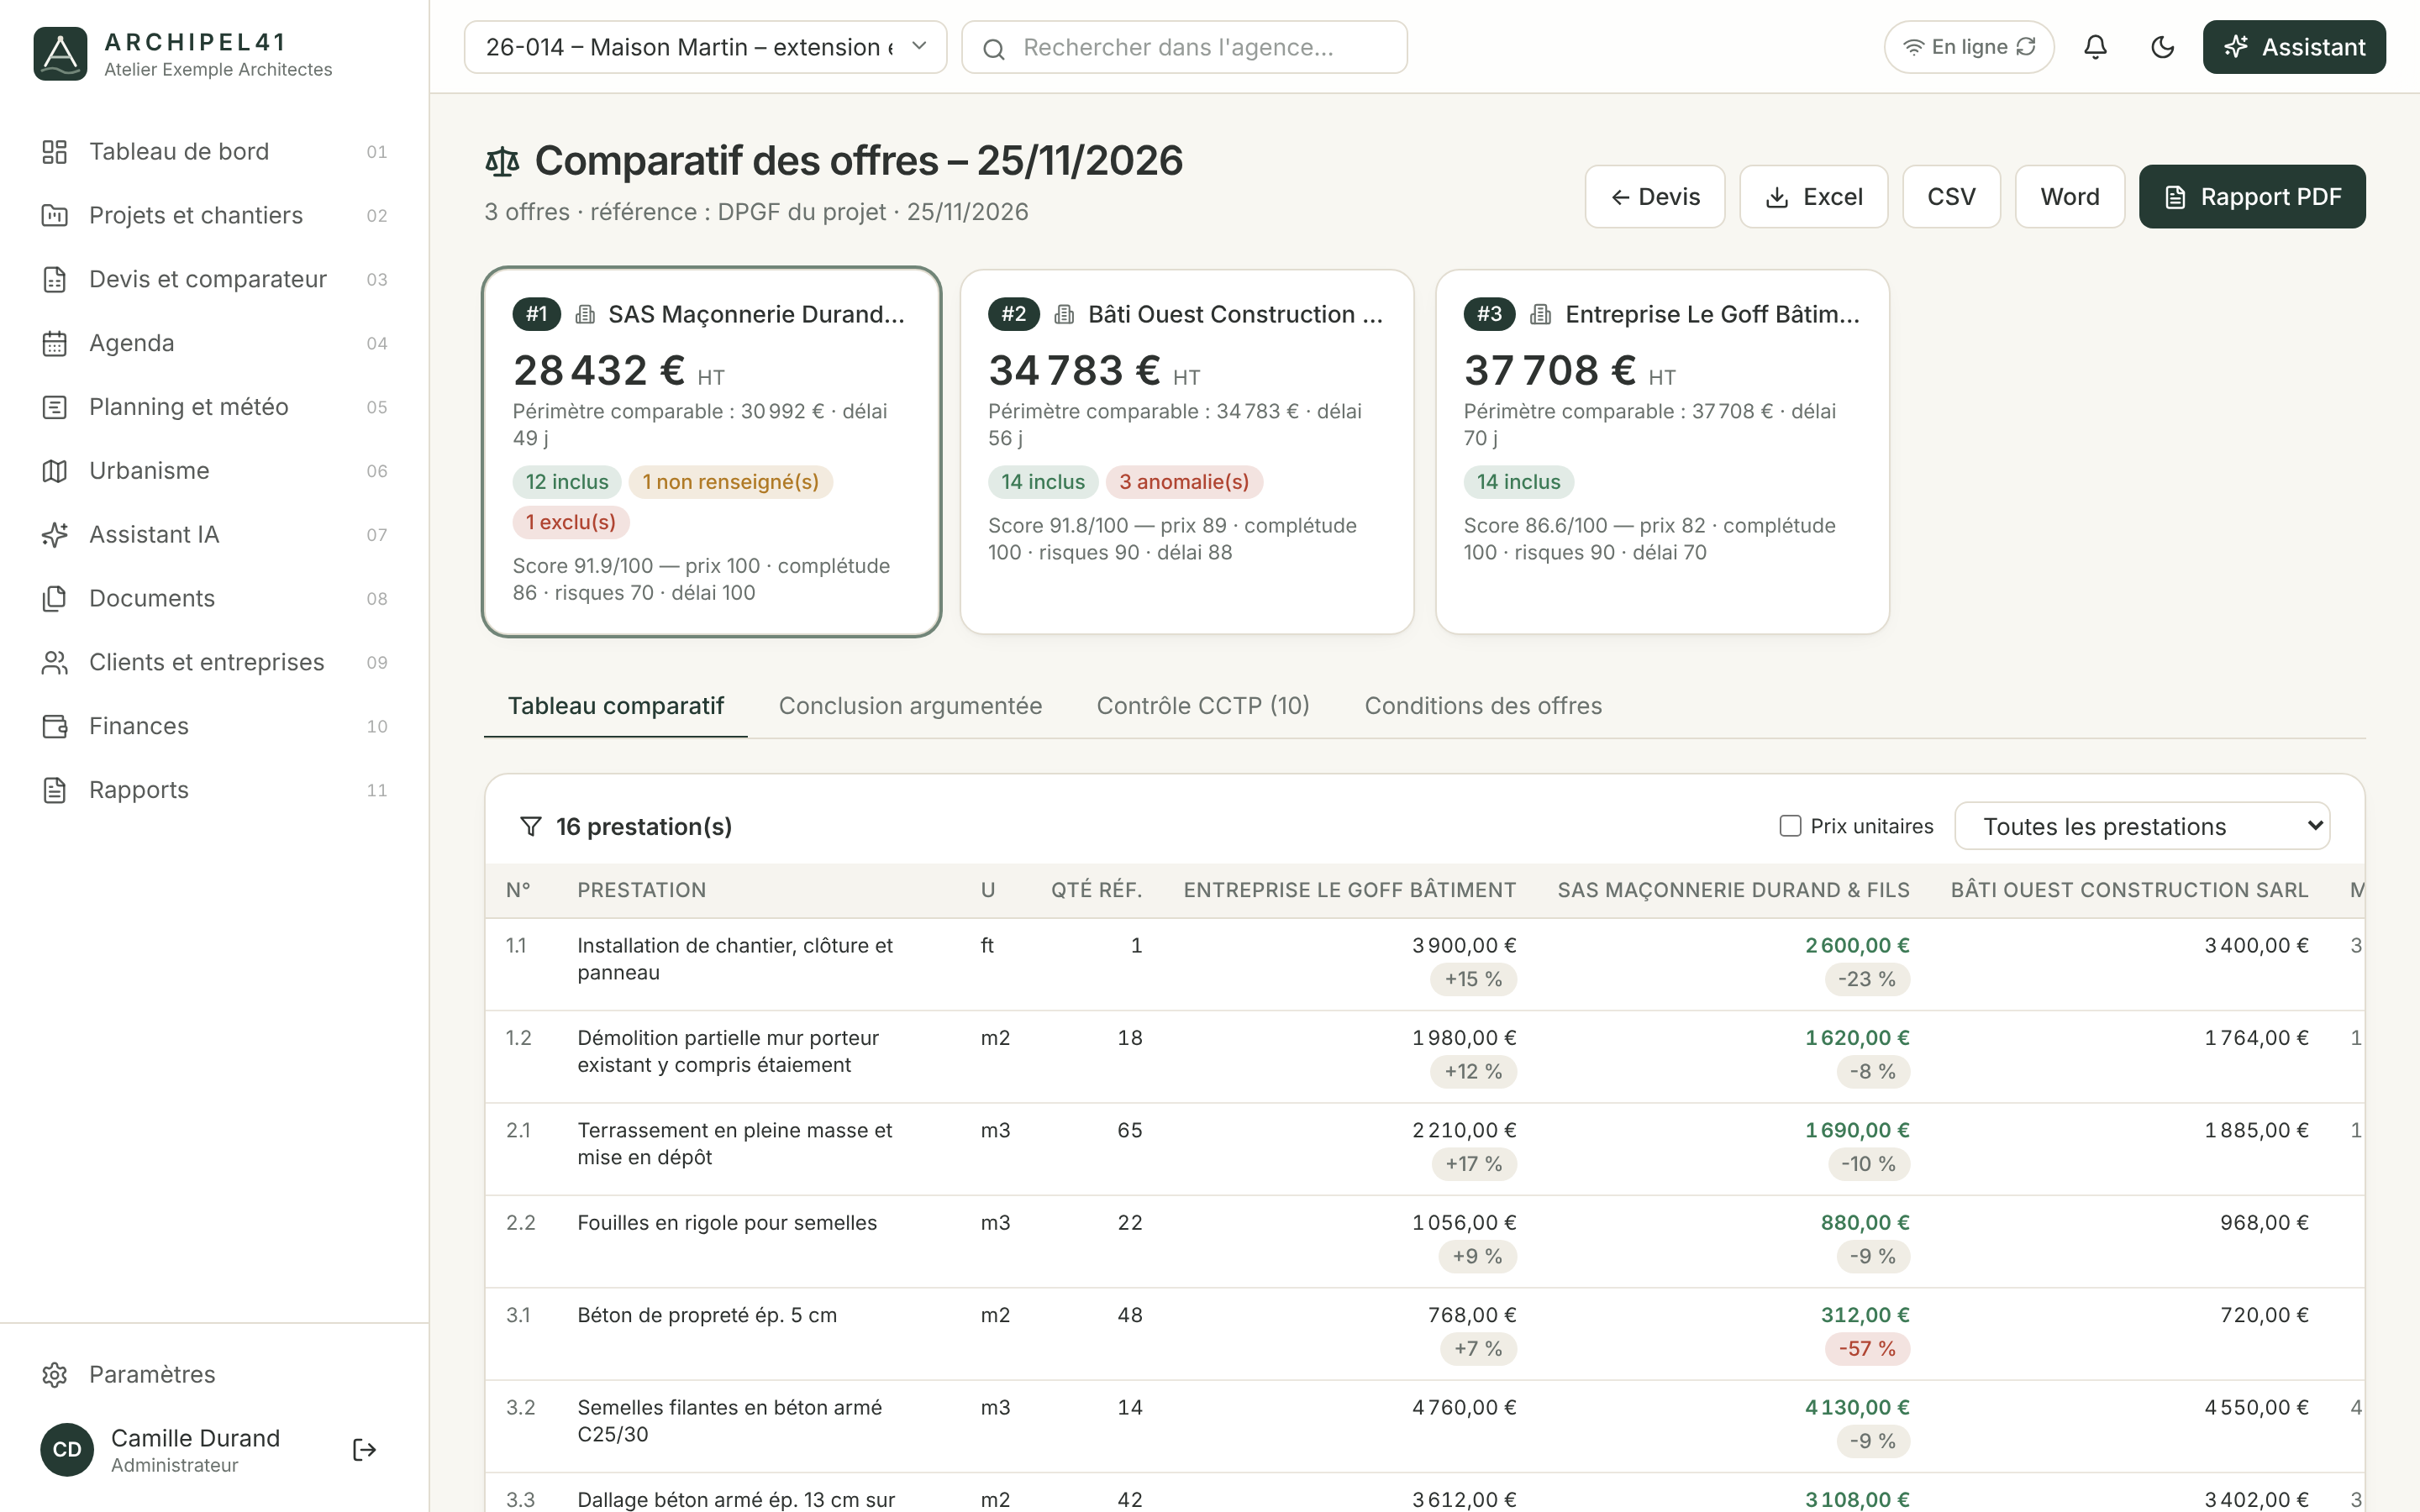 ARCHIPEL41
Atelier Exemple Architectes
Tableau de bord 01
Projets et chantiers 02
Devis et comparateur 03
Agenda 04
Planning et météo 05
Urbanisme 06
Assistant IA 07
Documents 08
Clients et entreprises 09
Finances 10
Rapports 11
Paramètres
CD
Camille Durand
Administrateur
26-014 – Maison Martin – extension
Rechercher dans l'agence...
En ligne
Assistant
Comparatif des offres – 25/11/2026
3 offres · référence : DPGF du projet · 25/11/2026
← Devis
Excel
CSV
Word
Rapport PDF
#1 SAS Maçonnerie Durand...
28 432 € HT
Périmètre comparable : 30 992 € · délai
49 j
12 inclus 1 non renseigné(s)
1 exclu(s)
Score 91.9/100 — prix 100 · complétude
86 · risques 70 · délai 100
#2 Bâti Ouest Construction ...
34 783 € HT
Périmètre comparable : 34 783 € · délai
56 j
14 inclus 3 anomalie(s)
Score 91.8/100 — prix 89 · complétude
100 · risques 90 · délai 88
#3 Entreprise Le Goff Bâtim...
37 708 € HT
Périmètre comparable : 37 708 € · délai
70 j
14 inclus
Score 86.6/100 — prix 82 · complétude
100 · risques 90 · délai 70
Tableau comparatif Conclusion argumentée Contrôle CCTP (10) Conditions des offres
16 prestation(s) Prix unitaires Toutes les prestations
N° PRESTATION U QTÉ RÉF. ENTREPRISE LE GOFF BÂTIMENT SAS MAÇONNERIE DURAND & FILS BÂTI OUEST CONSTRUCTION SARL
1.1 Installation de chantier, clôture et ft 1 3 900,00 € 2 600,00 € 3 400,00 € 3
panneau +15 % -23 %
1.2 Démolition partielle mur porteur m2 18 1 980,00 € 1 620,00 € 1 764,00 € 1
existant y compris étaiement +12 % -8 %
2.1 Terrassement en pleine masse et m3 65 2 210,00 € 1 690,00 € 1 885,00 € 1
mise en dépôt +17 % -10 %
2.2 Fouilles en rigole pour semelles m3 22 1 056,00 € 880,00 € 968,00 €
+9 % -9 %
3.1 Béton de propreté ép. 5 cm m2 48 768,00 € 312,00 € 720,00 €
+7 % -57 %
3.2 Semelles filantes en béton armé m3 14 4 760,00 € 4 130,00 € 4 550,00 € 4
C25/30 -9 %
3.3 Dallage béton armé ép. 13 cm sur m2 42 3 612,00 € 3 108,00 € 3 402,00 € 3